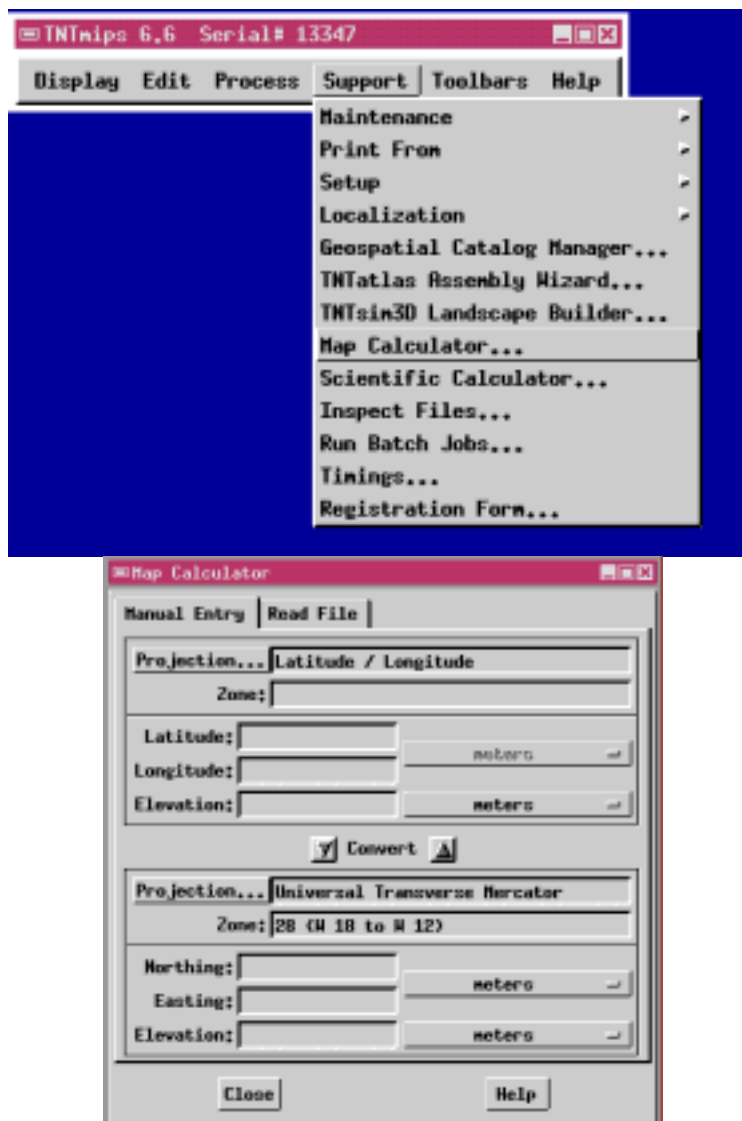 TNTmips 6.6 Serial# 13347
Display Edit Process Support Toolbars Help
Maintenance
Print From
Setup
Localization
Geospatial Catalog Manager...
TNTatlas Assembly Wizard...
TNTsim3D Landscape Builder...
Map Calculator...
Scientific Calculator...
Inspect Files...
Run Batch Jobs...
Timings...
Registration Form...
Map Calculator
Manual Entry Read File
Projection... Latitude / Longitude
Zone:
Latitude:
meters
Longitude:
Elevation: meters
Convert
Projection... Universal Transverse Mercator
Zone: 28 (W 18 to W 12)
Northing:
meters
Easting:
Elevation: meters
Close Help